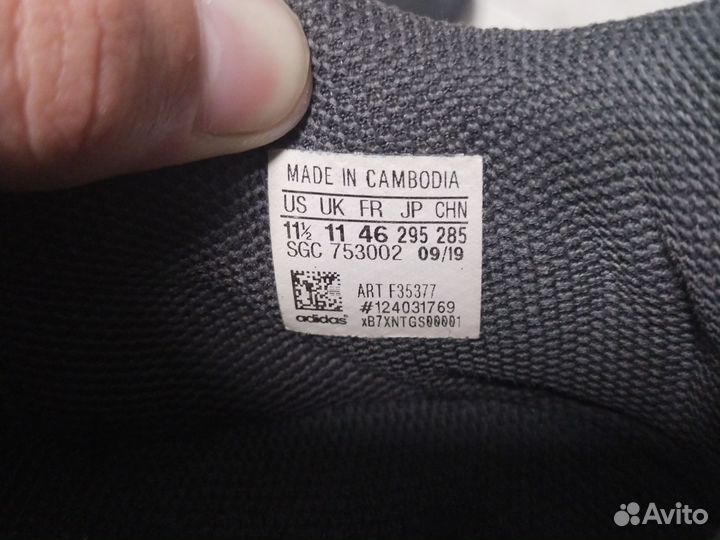 MADE IN CAMBODIA
US UK FR JP CHN
11½ 11 46 295 285
SGC 753002 09/19
ART F35377
#124031769
adidas xB7XNTGS00001
Avito